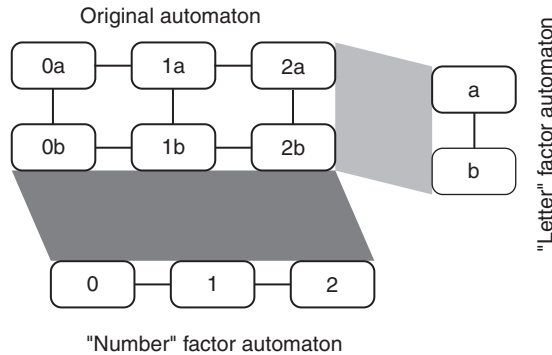 Original automaton
0a 1a 2a
0b 1b 2b
a
b
"Letter" factor automaton
0 1 2
"Number" factor automaton